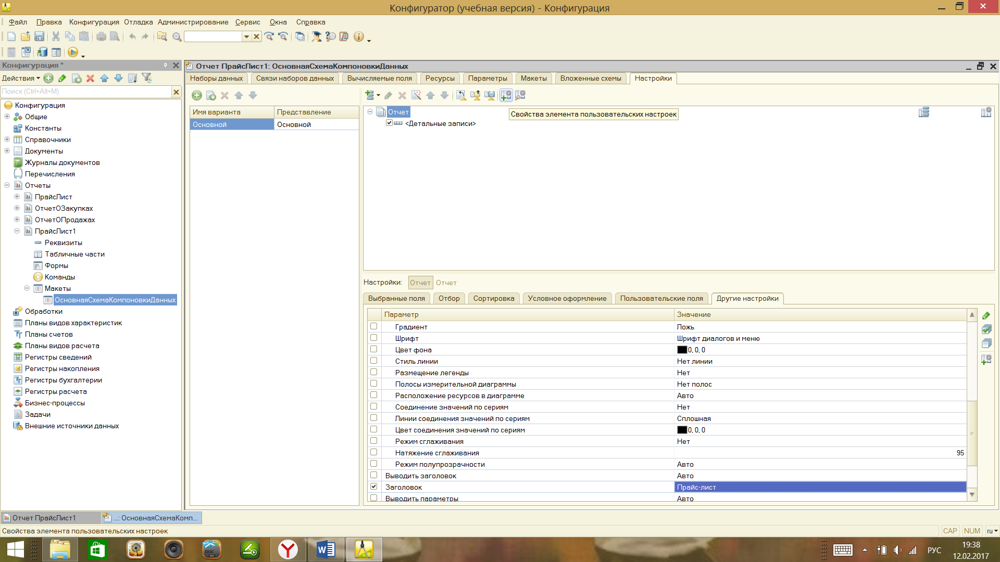 Конфигуратор (учебная версия) - Конфигурация
Файл Правка Конфигурация Отладка Администрирование Сервис Окна Справка
Конфигурация *
Действия
Поиск (Ctrl+Alt+M)
Конфигурация
Общие
Константы
Справочники
Документы
Журналы документов
Перечисления
Отчеты
ПрайсЛист
ОтчетОЗакупках
ОтчетОПродажах
ПрайсЛист1
Реквизиты
Табличные части
Формы
Команды
Макеты
ОсновнаяСхемаКомпоновкиДанных
Обработки
Планы видов характеристик
Планы счетов
Планы видов расчета
Регистры сведений
Регистры накопления
Регистры бухгалтерии
Регистры расчета
Бизнес-процессы
Задачи
Внешние источники данных
Отчет ПрайсЛист1: ОсновнаяСхемаКомпоновкиДанных
Наборы данных Связи наборов данных Вычисляемые поля Ресурсы Параметры Макеты Вложенные схемы Настройки
Имя варианта Представление
Основной Основной
Отчет
Свойства элемента пользовательских настроек
<Детальные записи>
Настройки: Отчет Отчет
Выбранные поля Отбор Сортировка Условное оформление Пользовательские поля Другие настройки
Параметр Значение
Градиент Ложь
Шрифт Шрифт диалогов и меню
Цвет фона 0, 0, 0
Стиль линии Нет линии
Размещение легенды Нет
Полосы измерительной диаграммы Нет полос
Расположение ресурсов в диаграмме Авто
Соединение значений по сериям Нет
Линии соединения значений по сериям Сплошная
Цвет соединения значений по сериям 0, 0, 0
Режим сглаживания Нет
Натяжение сглаживания 95
Режим полупрозрачности Авто
Выводить заголовок Авто
Заголовок Прайс-лист
Выводить параметры Авто
Отчет ПрайсЛист1 ...: ОсновнаяСхемаКомп...
Свойства элемента пользовательских настроек CAP NUM ru
DOC
РУС
19:38
12.02.2017